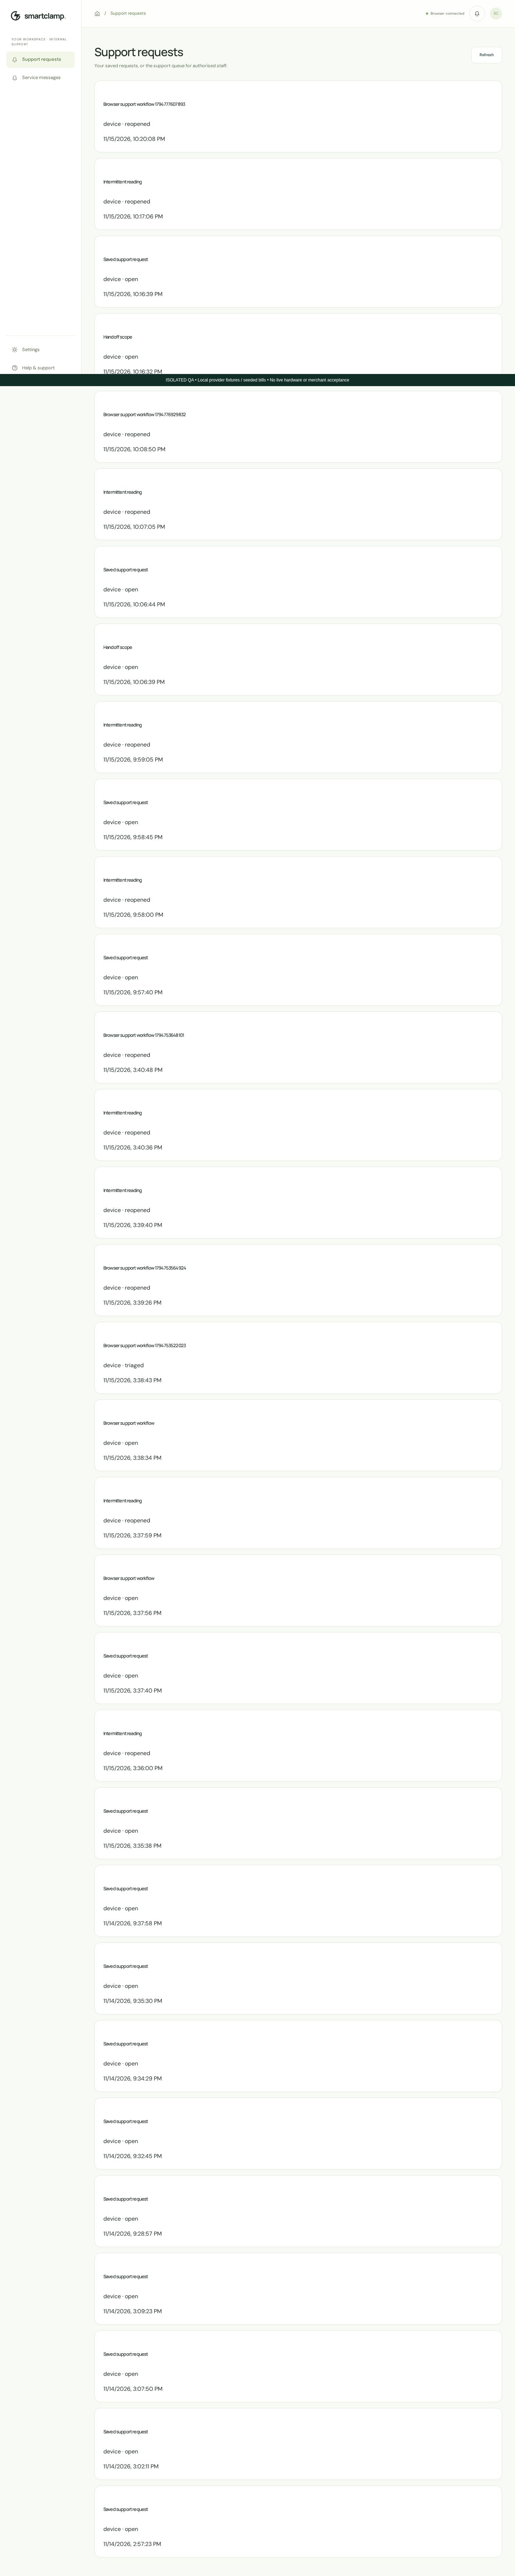 smartclamp.
YOUR WORKSPACE · INTERNAL SUPPORT
Support requests
Service messages
Settings
Help & support
/ Support requests
Browser connected
Support requests
Your saved requests, or the support queue for authorised staff.
Refresh
Browser support workflow 1794777607893
device · reopened
11/15/2026, 10:20:08 PM
Intermittent reading
device · reopened
11/15/2026, 10:17:06 PM
Saved support request
device · open
11/15/2026, 10:16:39 PM
Handoff scope
device · open
11/15/2026, 10:16:32 PM
ISOLATED QA • Local provider fixtures / seeded bills • No live hardware or merchant acceptance
Browser support workflow 1794776929832
device · reopened
11/15/2026, 10:08:50 PM
Intermittent reading
device · reopened
11/15/2026, 10:07:05 PM
Saved support request
device · open
11/15/2026, 10:06:44 PM
Handoff scope
device · open
11/15/2026, 10:06:39 PM
Intermittent reading
device · reopened
11/15/2026, 9:59:05 PM
Saved support request
device · open
11/15/2026, 9:58:45 PM
Intermittent reading
device · reopened
11/15/2026, 9:58:00 PM
Saved support request
device · open
11/15/2026, 9:57:40 PM
Browser support workflow 1794753648101
device · reopened
11/15/2026, 3:40:48 PM
Intermittent reading
device · reopened
11/15/2026, 3:40:36 PM
Intermittent reading
device · reopened
11/15/2026, 3:39:40 PM
Browser support workflow 1794753564924
device · reopened
11/15/2026, 3:39:26 PM
Browser support workflow 1794753522023
device · triaged
11/15/2026, 3:38:43 PM
Browser support workflow
device · open
11/15/2026, 3:38:34 PM
Intermittent reading
device · reopened
11/15/2026, 3:37:59 PM
Browser support workflow
device · open
11/15/2026, 3:37:56 PM
Saved support request
device · open
11/15/2026, 3:37:40 PM
Intermittent reading
device · reopened
11/15/2026, 3:36:00 PM
Saved support request
device · open
11/15/2026, 3:35:38 PM
Saved support request
device · open
11/14/2026, 9:37:58 PM
Saved support request
device · open
11/14/2026, 9:35:30 PM
Saved support request
device · open
11/14/2026, 9:34:29 PM
Saved support request
device · open
11/14/2026, 9:32:45 PM
Saved support request
device · open
11/14/2026, 9:28:57 PM
Saved support request
device · open
11/14/2026, 3:09:23 PM
Saved support request
device · open
11/14/2026, 3:07:50 PM
Saved support request
device · open
11/14/2026, 3:02:11 PM
Saved support request
device · open
11/14/2026, 2:57:23 PM